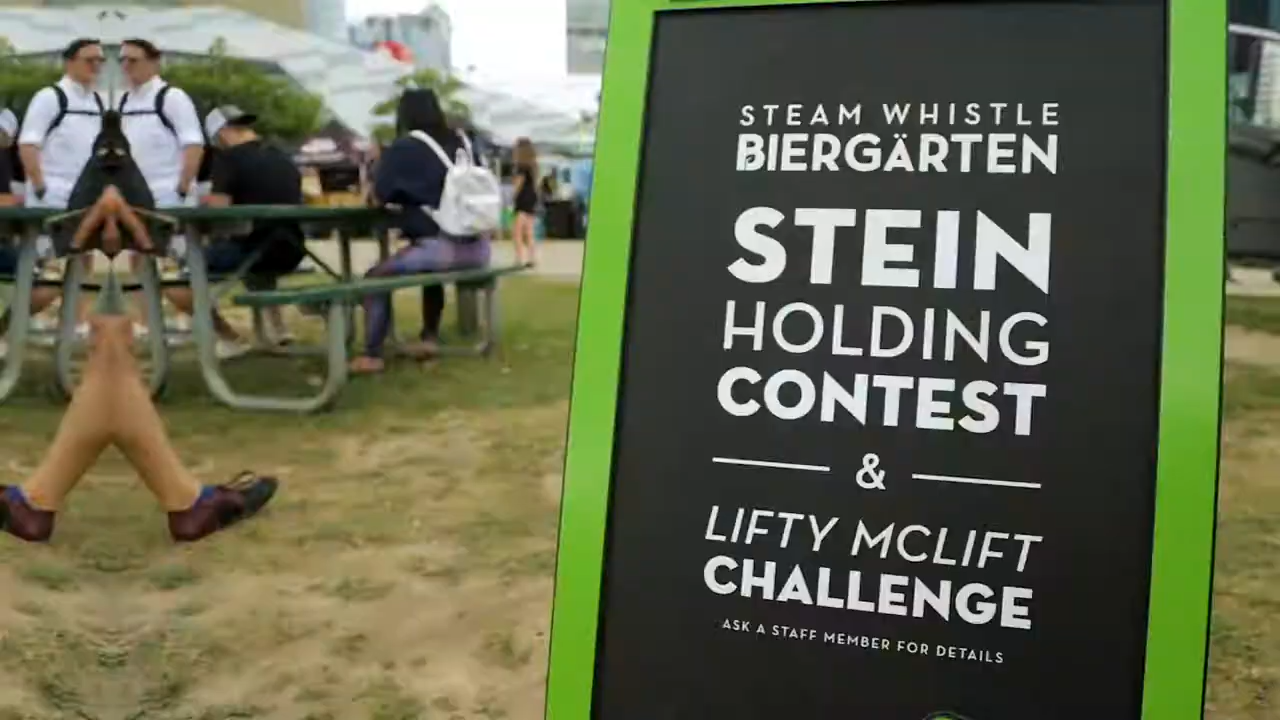 STEAM WHISTLE
BIERGÄRTEN
STEIN
HOLDING
CONTEST
&
LIFTY MCLIFT
CHALLENGE
ASK A STAFF MEMBER FOR DETAILS